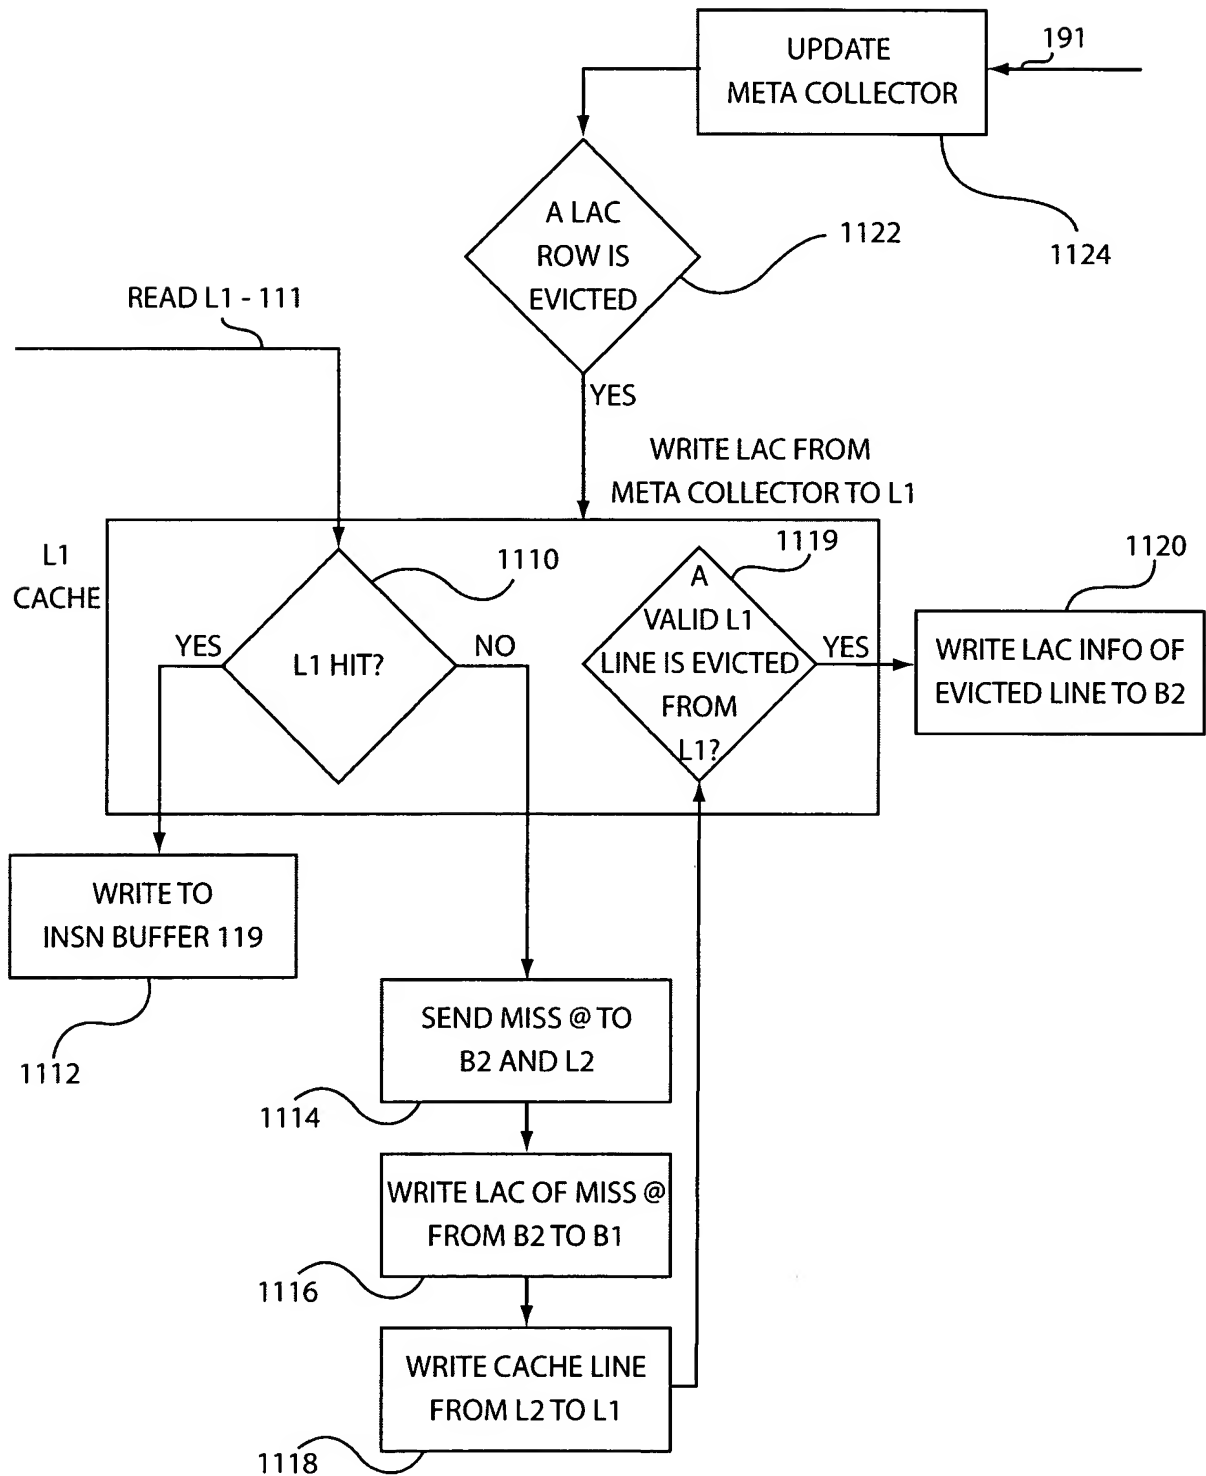 UPDATE
META COLLECTOR
191
1124
A LAC
ROW IS
EVICTED
1122
READ L1 - 111
YES
WRITE LAC FROM
META COLLECTOR TO L1
L1
CACHE
1110
1119
1120
L1 HIT?
YES
NO
A
VALID L1
LINE IS EVICTED
FROM
L1?
YES
WRITE LAC INFO OF
EVICTED LINE TO B2
WRITE TO
INSN BUFFER 119
1112
SEND MISS @ TO
B2 AND L2
1114
WRITE LAC OF MISS @
FROM B2 TO B1
1116
WRITE CACHE LINE
FROM L2 TO L1
1118